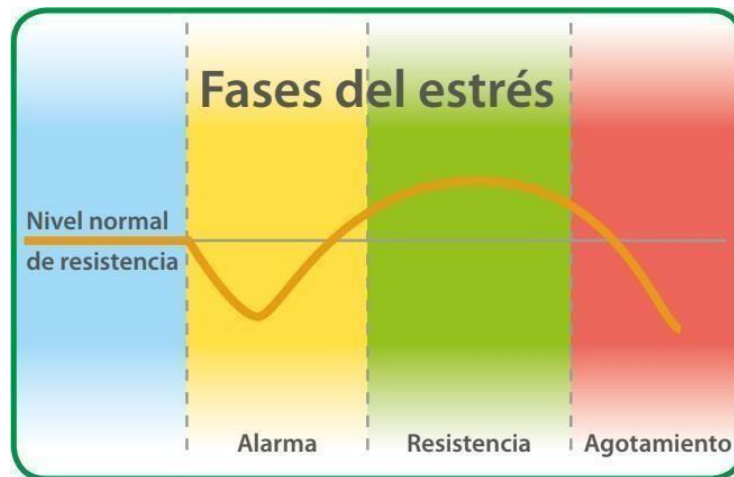 Fases del estrés
Nivel normal
de resistencia
Alarma
Resistencia
Agotamiento